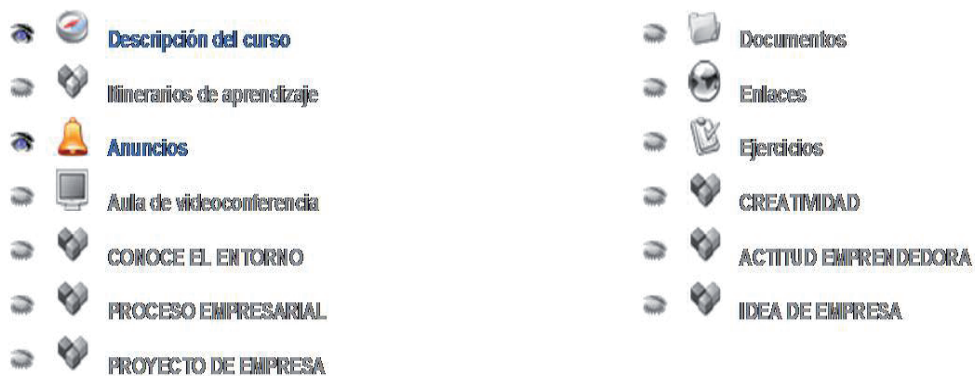 Descripción del curso
Documentos
Itinerarios de aprendizaje
Enlaces
Anuncios
Ejercicios
Aula de videoconferencia
CREATIVIDAD
CONOCE EL ENTORNO
ACTITUD EMPRENDEDORA
PROCESO EMPRESARIAL
IDEA DE EMPRESA
PROYECTO DE EMPRESA